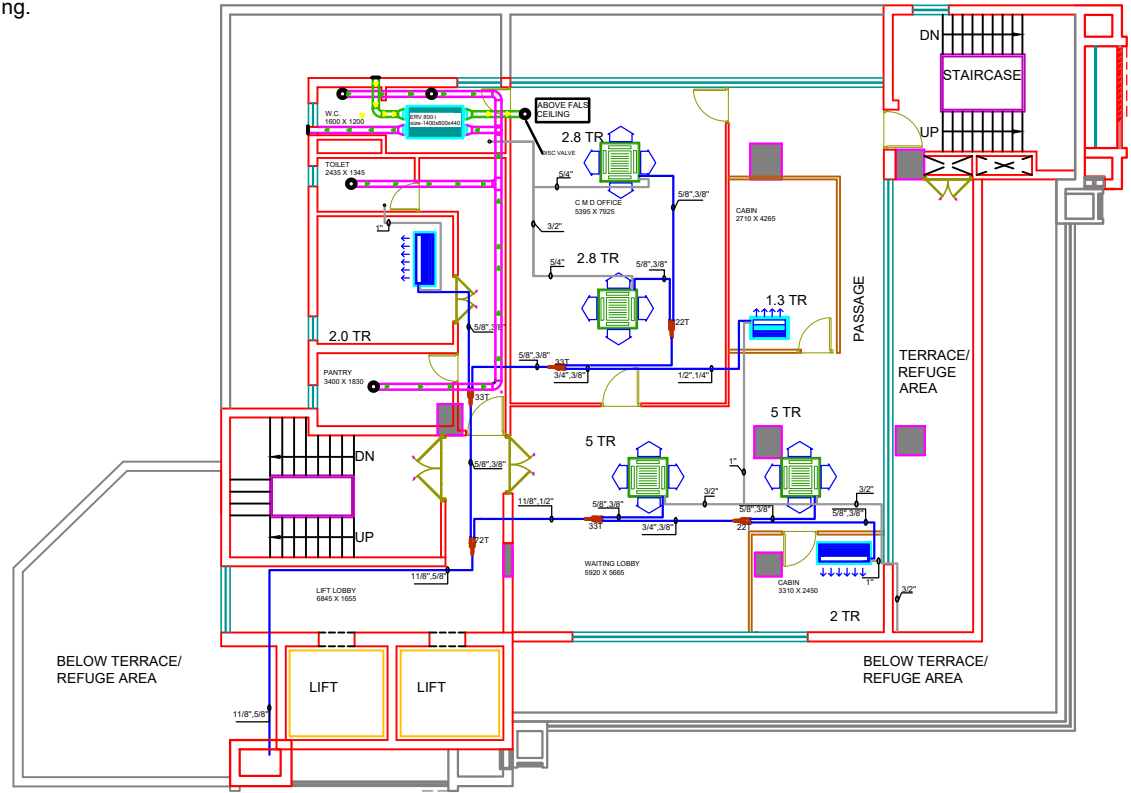 ng.
DN
STAIRCASE
UP
ABOVE FALS
CEILING
W.C.
1600 X 1200
ERV 800 i
size-1400x800x440
2.8 TR
DISC VALVE
TOILET
2435 X 1345
5/4"
5/8",3/8"
C M D OFFICE
5395 X 7925
CABIN
2710 X 4265
1"
3/2"
5/4"
2.8 TR
5/8",3/8"
1.3 TR
PASSAGE
2.0 TR
5/8",3/8"
22T
TERRACE/
REFUGE
AREA
5/8",3/8"
33T
3/4",3/8"
1/2",1/4"
PANTRY
3400 X 1830
33T
5 TR
5 TR
DN
5/8",3/8"
1"
3/2"
3/2"
11/8",1/2"
5/8",3/8"
5/8",3/8"
5/8",3/8"
33T
3/4",3/8"
22T
UP
72T
11/8",5/8"
WAITING LOBBY
5920 X 5665
CABIN
3310 X 2450
1"
3/2"
LIFT LOBBY
6845 X 1655
2 TR
BELOW TERRACE/
REFUGE AREA
LIFT
LIFT
BELOW TERRACE/
REFUGE AREA
11/8",5/8"